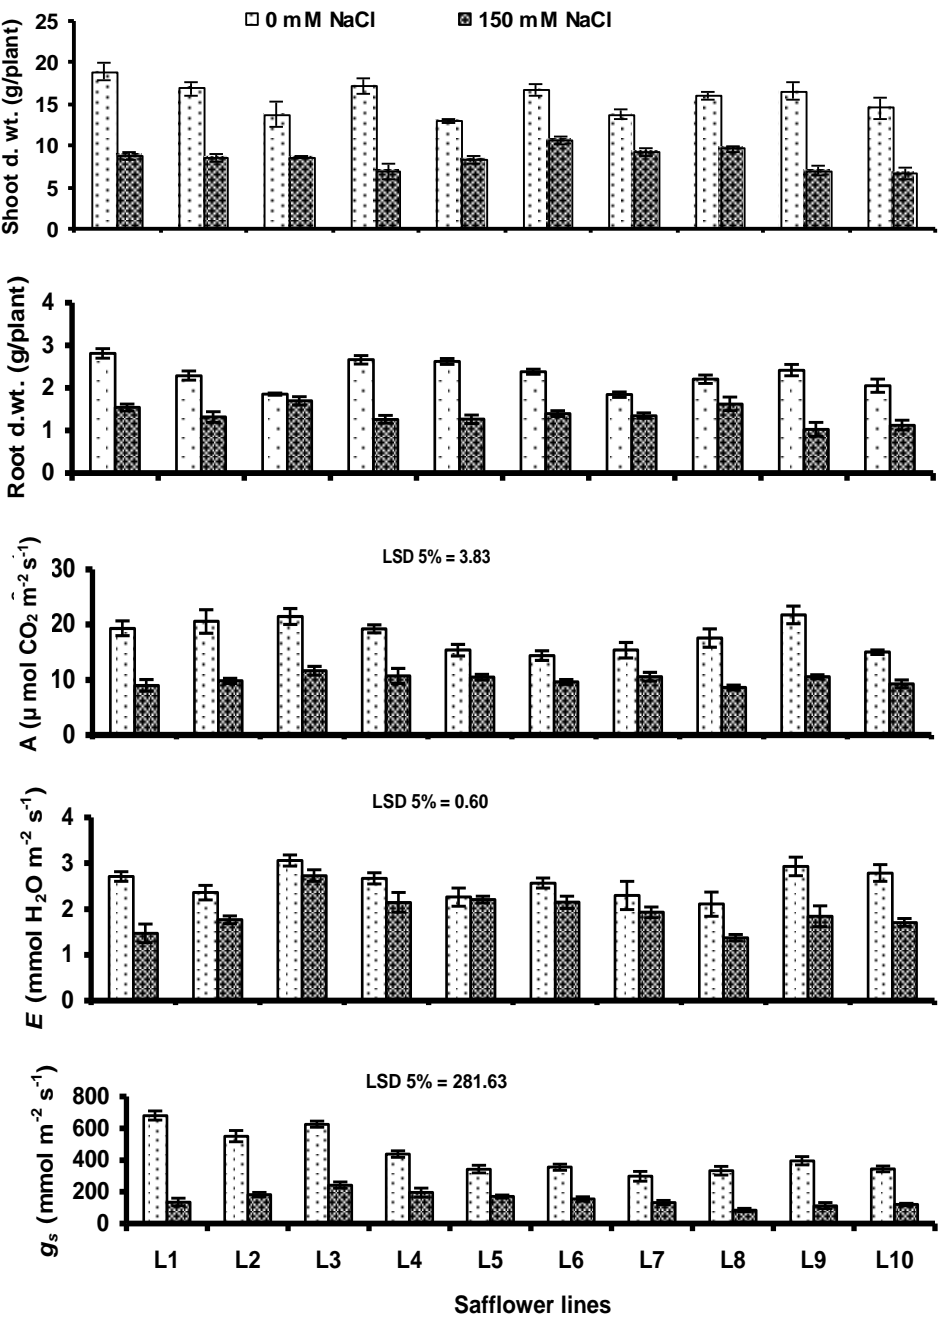 0 mM NaCl 150 mM NaCl
Shoot d. wt. (g/plant)
25
20
15
10
5
0
Root d.wt. (g/plant)
4
3
2
1
0
LSD 5% = 3.83
A (µ mol CO₂ m⁻² s⁻¹)
30
20
10
0
LSD 5% = 0.60
E (mmol H₂O m⁻² s⁻¹)
4
3
2
1
0
LSD 5% = 281.63
gₛ (mmol m⁻² s⁻¹)
800
600
400
200
0
L1 L2 L3 L4 L5 L6 L7 L8 L9 L10
Safflower lines